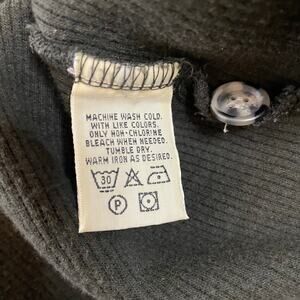 MACHINE WASH COLD.
WITH LIKE COLORS.
ONLY NON-CHLORINE
BLEACH WHEN NEEDED.
TUMBLE DRY.
WARM IRON AS DESIRED.
30
P